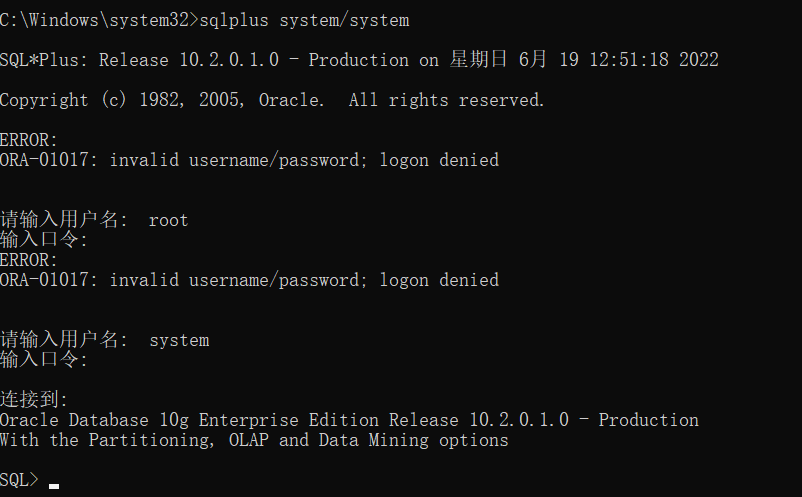 C:\Windows\system32>sqlplus system/system
SQL*Plus: Release 10.2.0.1.0 - Production on 星期日 6月 19 12:51:18 2022
Copyright (c) 1982, 2005, Oracle.  All rights reserved.
ERROR:
ORA-01017: invalid username/password; logon denied
请输入用户名:  root
输入口令:
ERROR:
ORA-01017: invalid username/password; logon denied
请输入用户名:  system
输入口令:
连接到:
Oracle Database 10g Enterprise Edition Release 10.2.0.1.0 - Production
With the Partitioning, OLAP and Data Mining options
SQL>